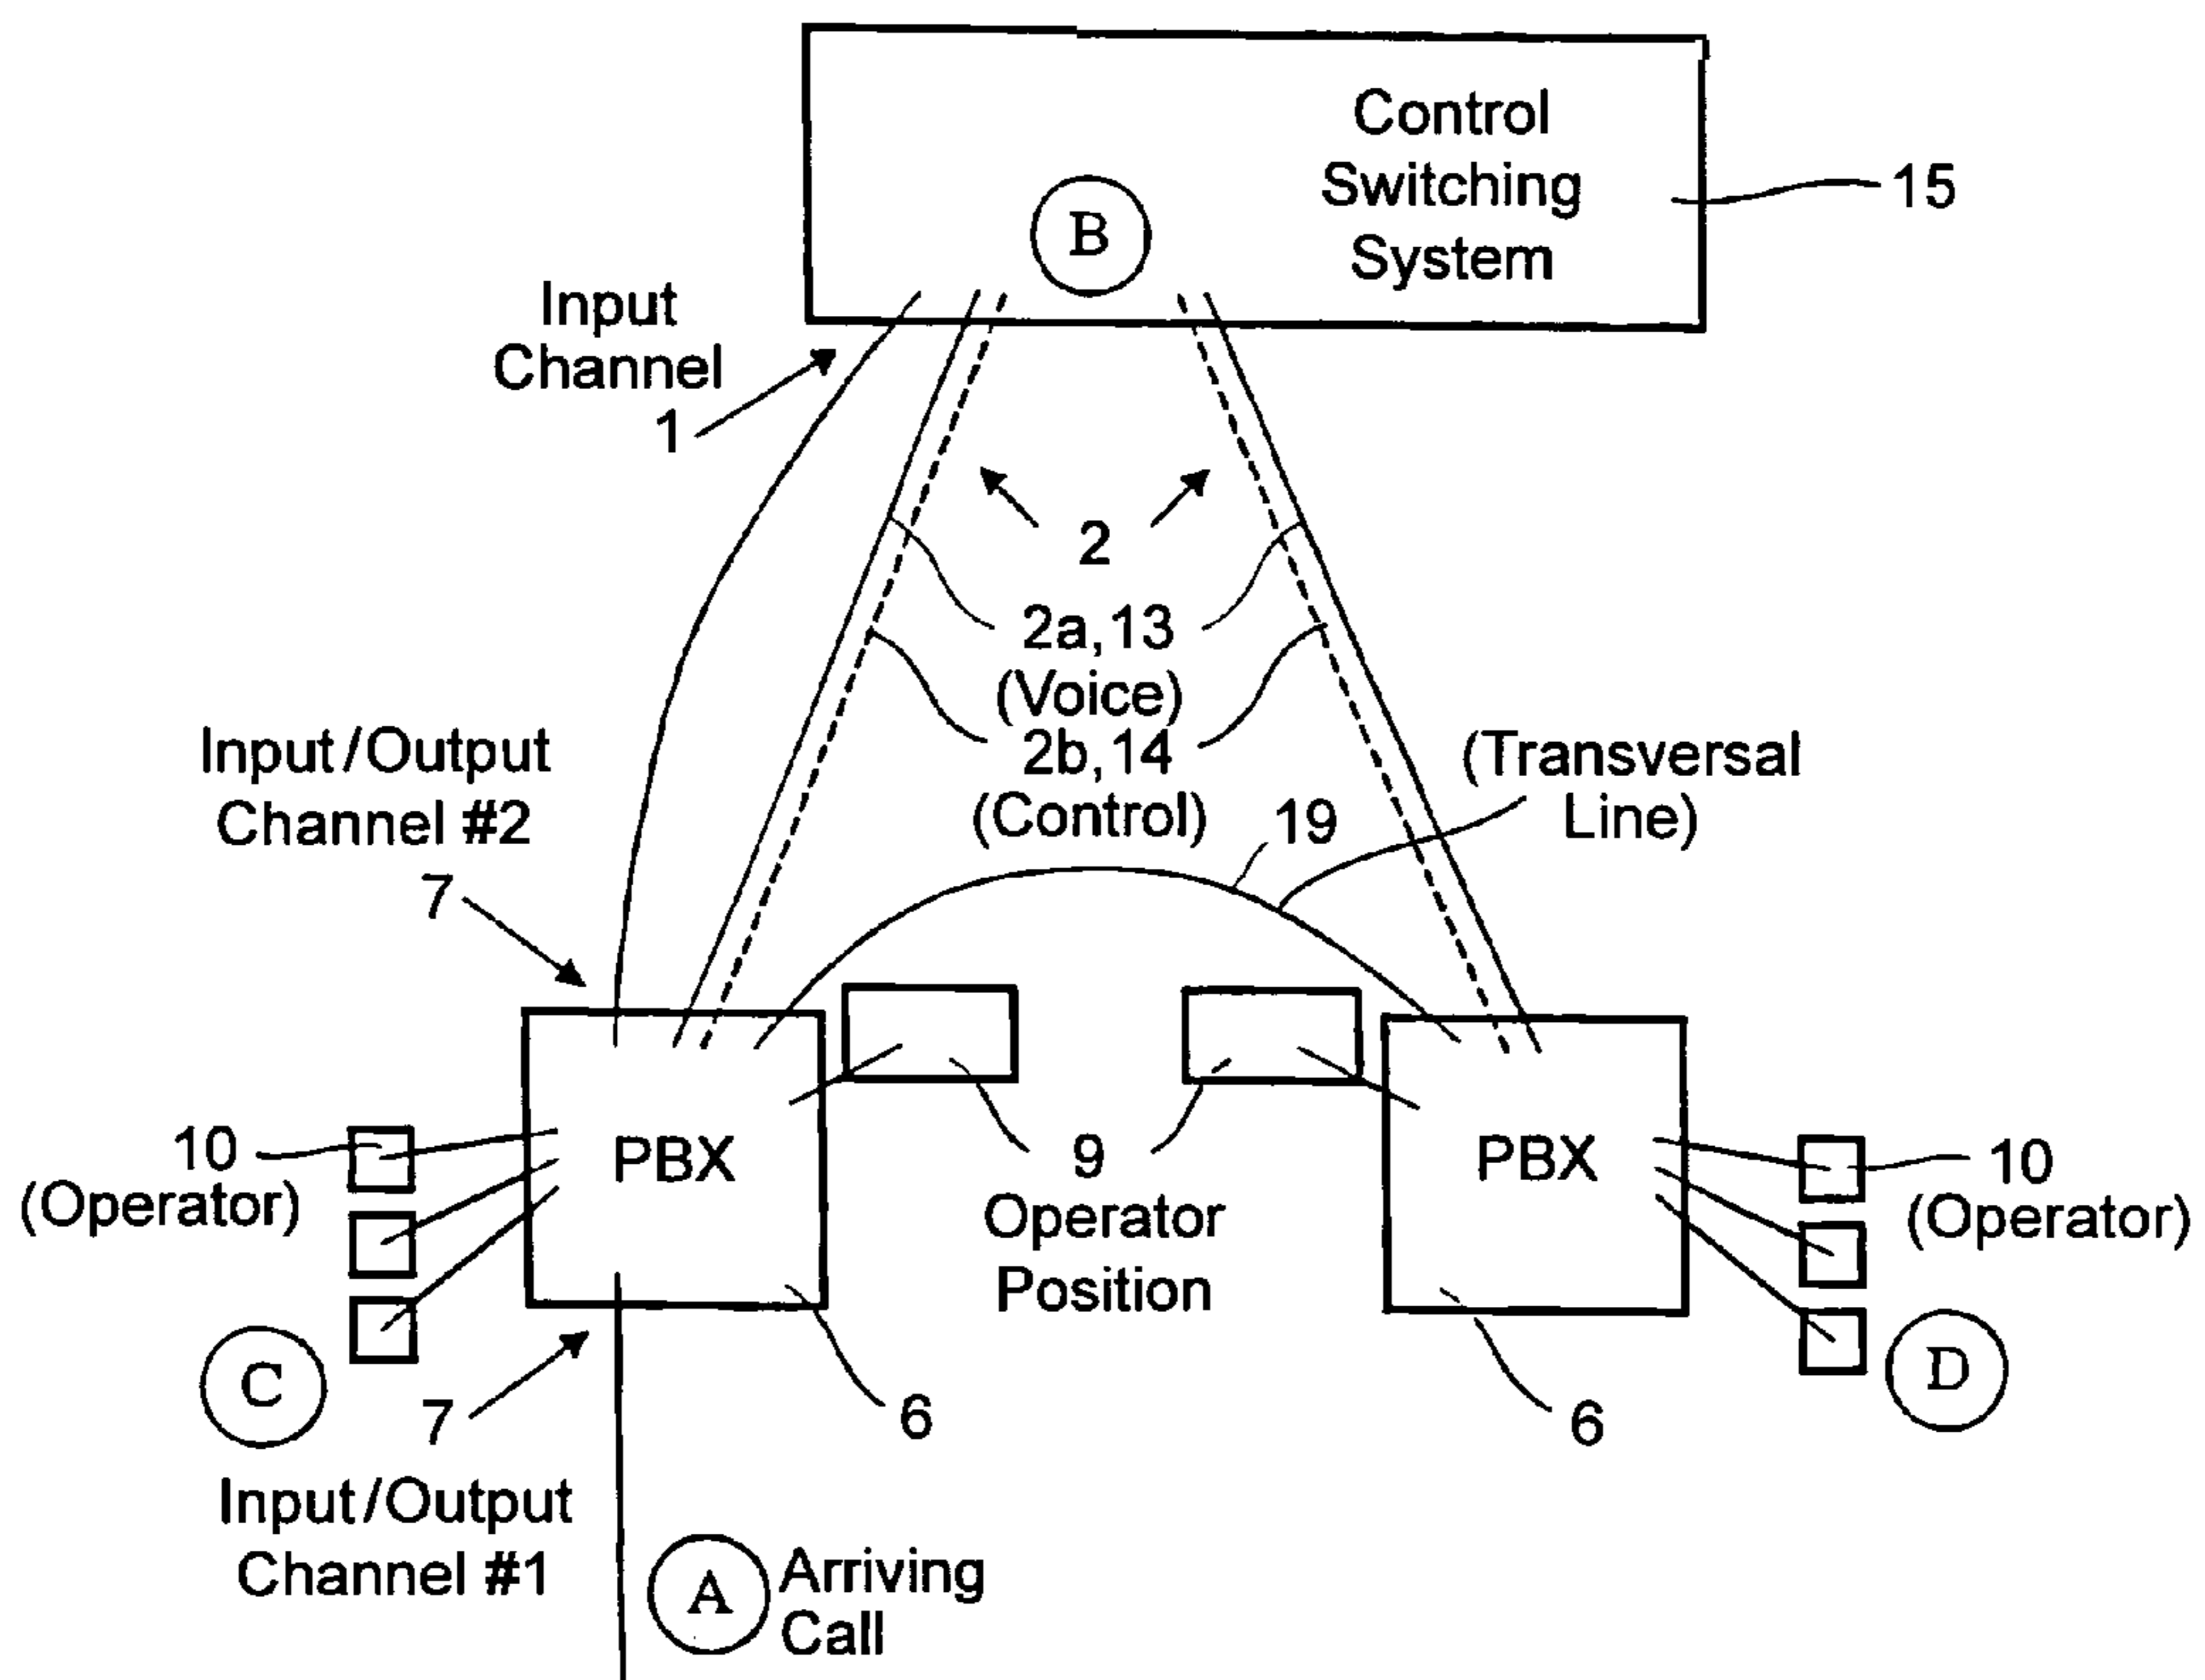 Control
Switching
System
15
B
Input
Channel
1
2
2a,13
(Voice)
2b,14
(Control)
Input/Output
Channel #2
7
19
(Transversal
Line)
10
(Operator)
PBX
9
Operator
Position
PBX
10
(Operator)
C
7
6
6
D
Input/Output
Channel #1
A
Arriving
Call